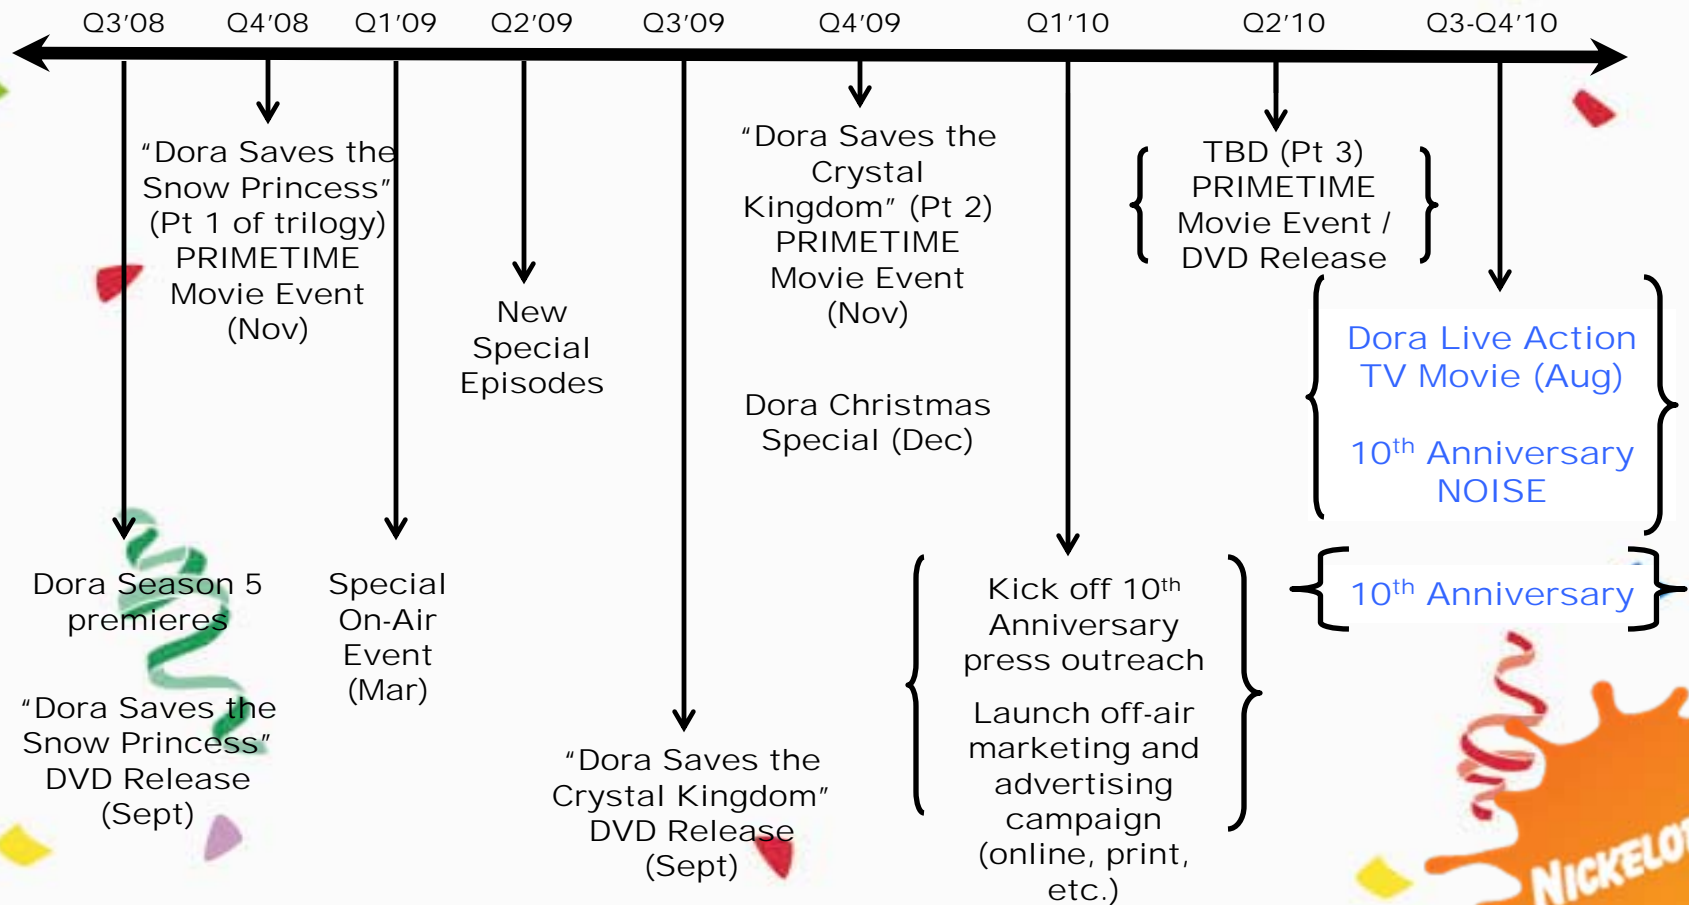 Q3'08 Q4'08 Q1'09 Q2'09 Q3'09 Q4'09 Q1'10 Q2'10 Q3-Q4'10
"Dora Saves the
Snow Princess"
(Pt 1 of trilogy)
PRIMETIME
Movie Event
(Nov)
"Dora Saves the
Crystal
Kingdom" (Pt 2)
PRIMETIME
Movie Event
(Nov)
Dora Christmas
Special (Dec)
TBD (Pt 3)
PRIMETIME
Movie Event /
DVD Release
New
Special
Episodes
Dora Live Action
TV Movie (Aug)
10th Anniversary
NOISE
10th Anniversary
Dora Season 5
premieres
"Dora Saves the
Snow Princess"
DVD Release
(Sept)
Special
On-Air
Event
(Mar)
"Dora Saves the
Crystal Kingdom"
DVD Release
(Sept)
Kick off 10th
Anniversary
press outreach
Launch off-air
marketing and
advertising
campaign
(online, print,
etc.)